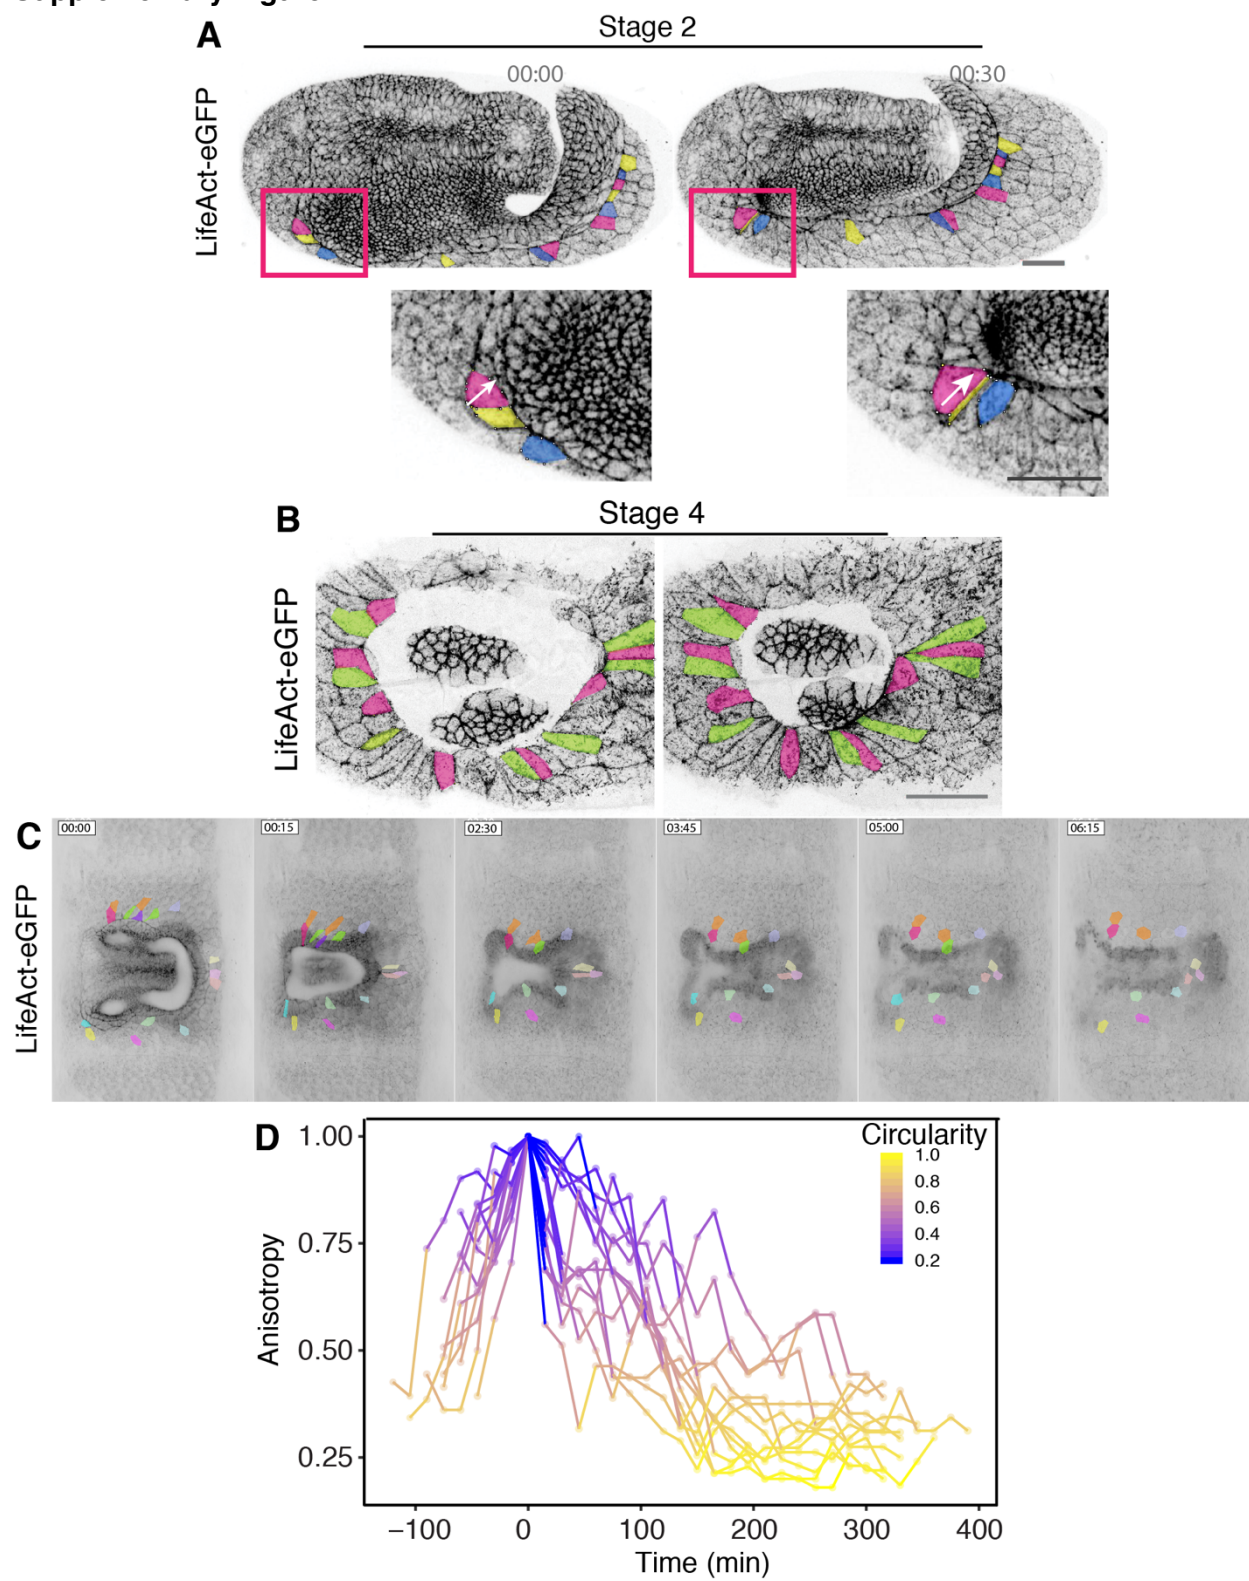 A
Stage 2
00:00
00:30
LifeAct-eGFP
B
Stage 4
LifeAct-eGFP
C
00:00
00:15
02:30
03:45
05:00
06:15
LifeAct-eGFP
D
Circularity
1.0
0.8
0.6
0.4
0.2
1.00
0.75
0.50
0.25
Anisotropy
−100
0
100
200
300
400
Time (min)